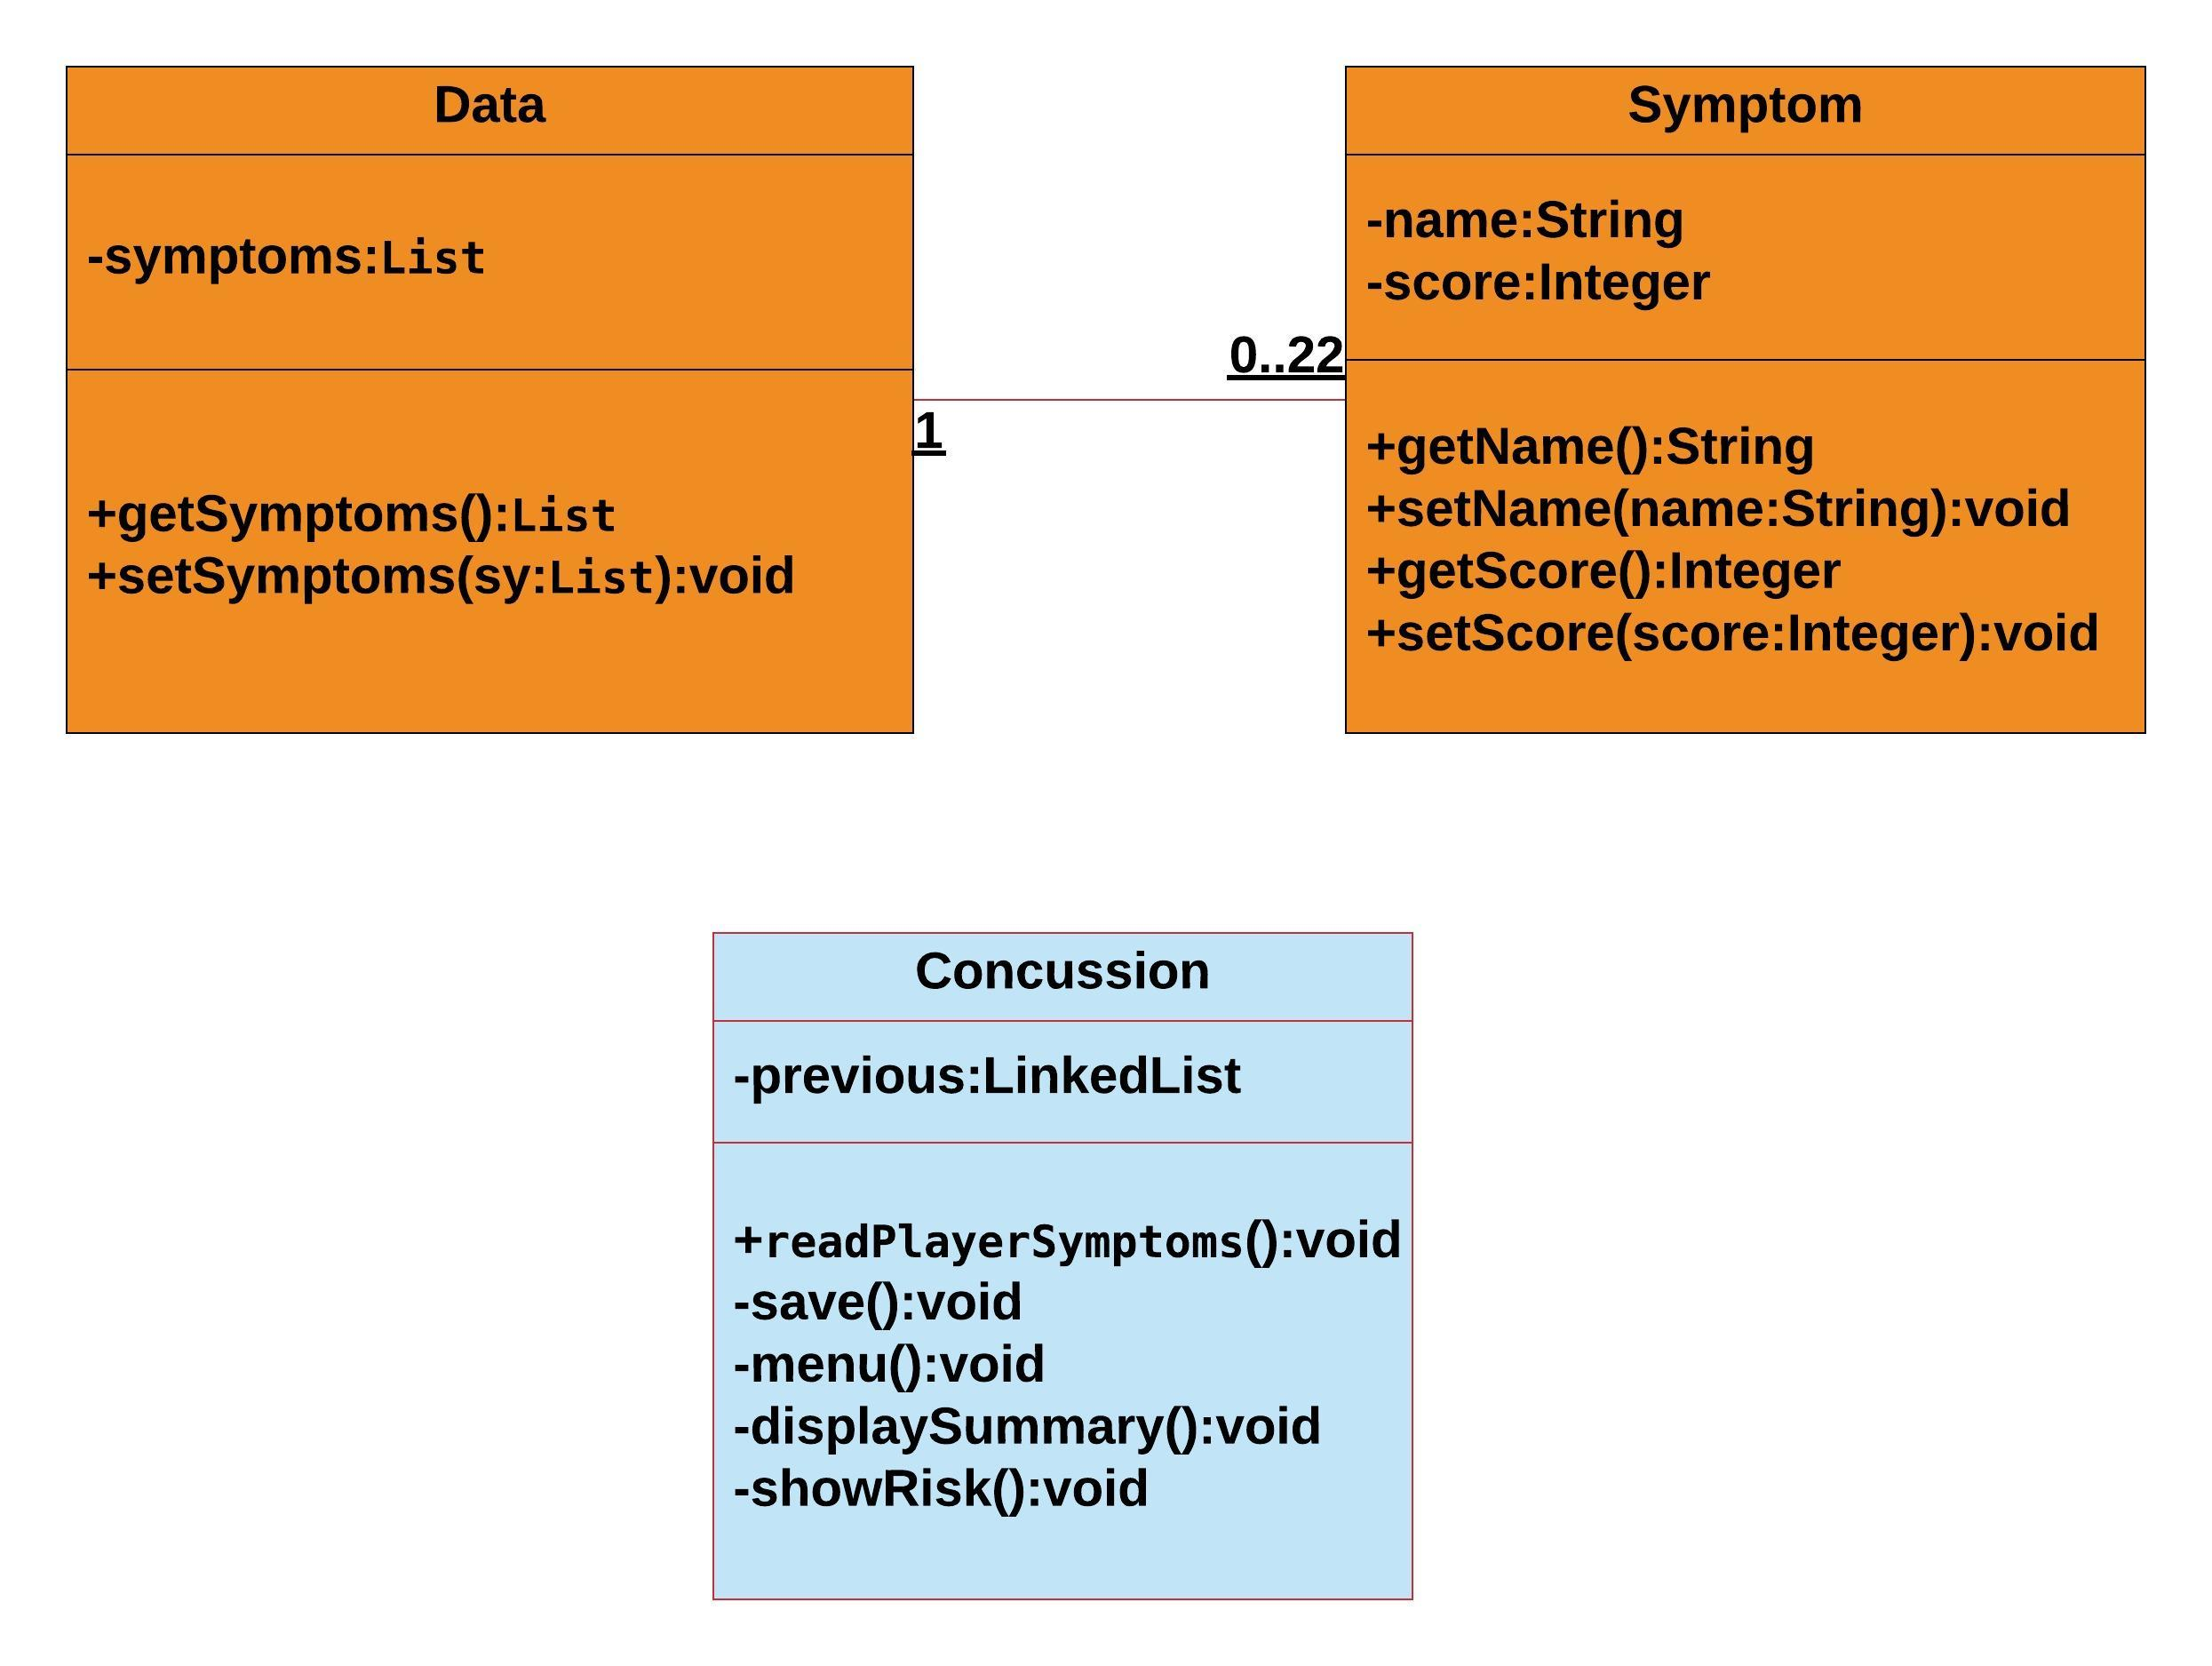 Data
-symptoms:List
+getSymptoms():List
+setSymptoms(sy:List):void
1
0..22
Symptom
-name:String
-score:Integer
+getName():String
+setName(name:String):void
+getScore():Integer
+setScore(score:Integer):void
Concussion
-previous:LinkedList
+readPlayerSymptoms():void
-save():void
-menu():void
-displaySummary():void
-showRisk():void